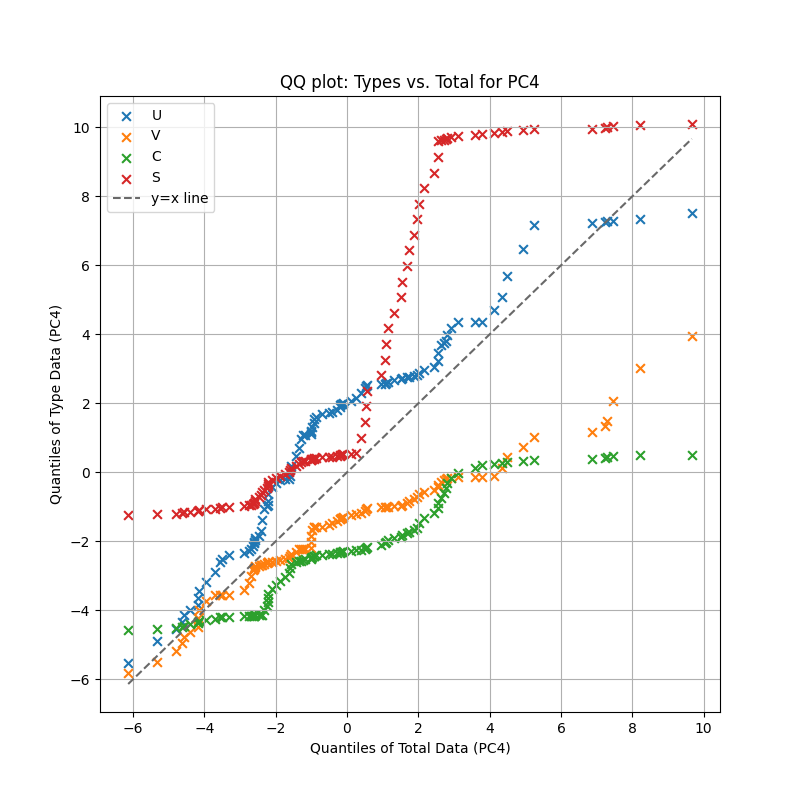 QQ plot: Types vs. Total for PC4
U
V
C
S
y=x line
10
8
6
4
2
0
−2
−4
−6
Quantiles of Type Data (PC4)
−6 −4 −2 0 2 4 6 8 10
Quantiles of Total Data (PC4)